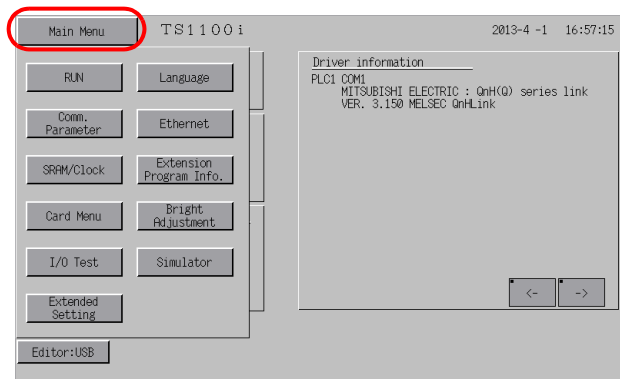 Main Menu
TS1100i
2013-4 -1 16:57:15
RUN
Language
Comm.
Parameter
Ethernet
SRAM/Clock
Extension
Program Info.
Card Menu
Bright
Adjustment
I/O Test
Simulator
Extended
Setting
Editor:USB
Driver information
PLC1 COM1
MITSUBISHI ELECTRIC : QnH(Q) series link
VER. 3.150 MELSEC QnHLink
<- ->